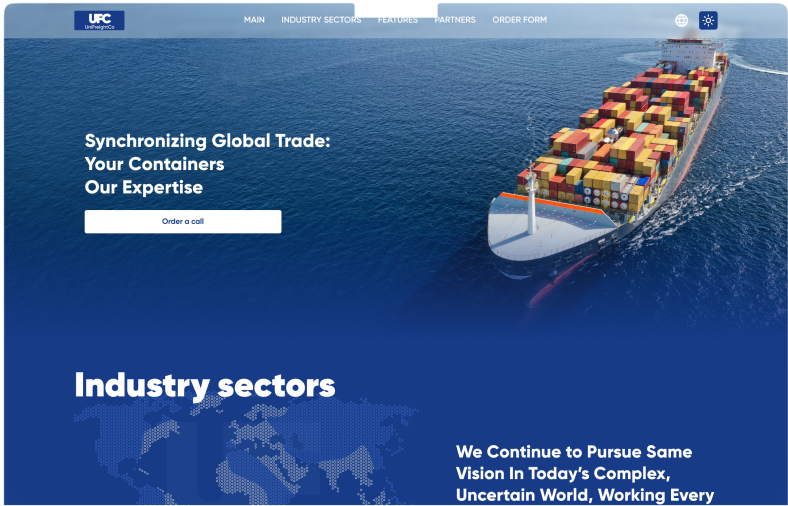 UFC
UniFreightCo
MAIN
INDUSTRY SECTORS
FEATURES
PARTNERS
ORDER FORM
Synchronizing Global Trade:
Your Containers
Our Expertise
Order a call
Industry sectors
We Continue to Pursue Same
Vision In Today's Complex,
Uncertain World, Working Every